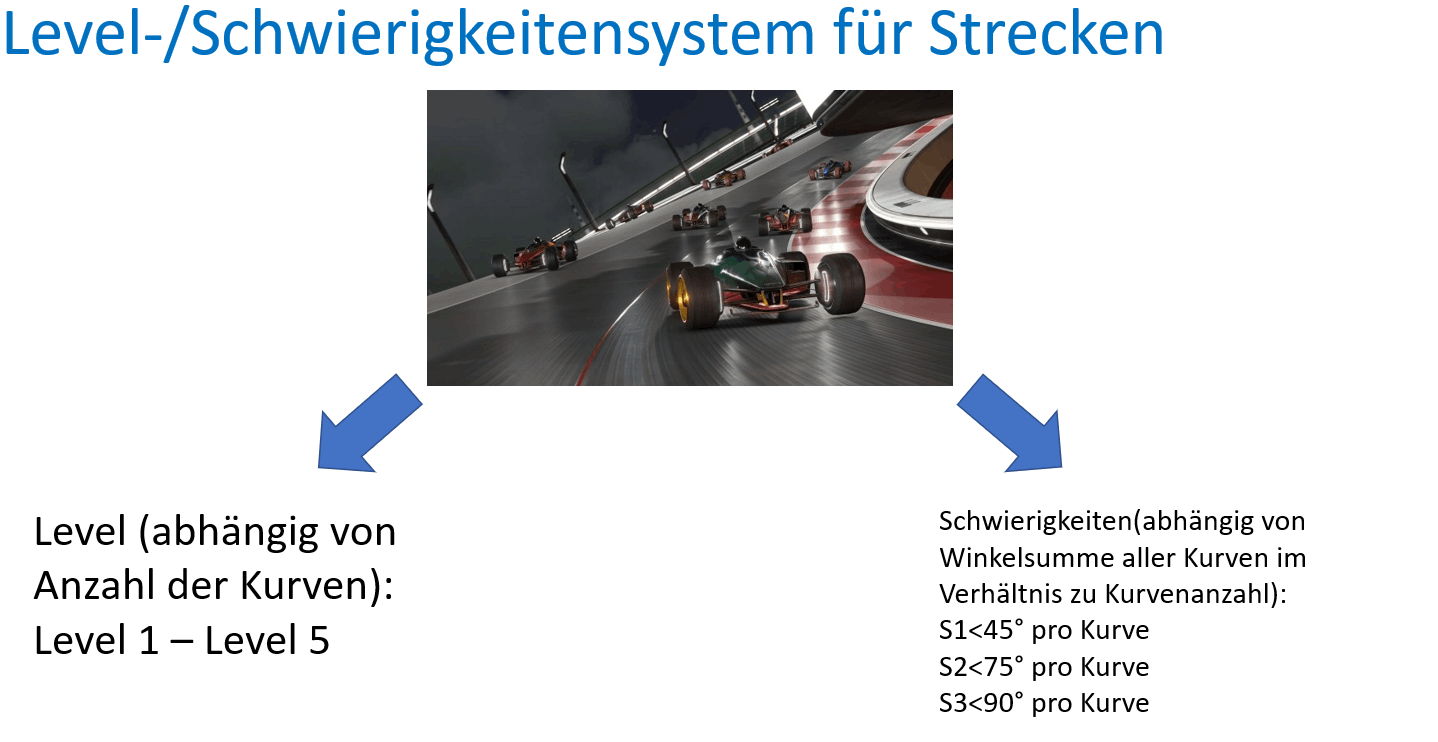 Level-/Schwierigkeitensystem für Strecken
Level (abhängig von
Anzahl der Kurven):
Level 1 – Level 5
Schwierigkeiten(abhängig von
Winkelsumme aller Kurven im
Verhältnis zu Kurvenanzahl):
S1<45° pro Kurve
S2<75° pro Kurve
S3<90° pro Kurve